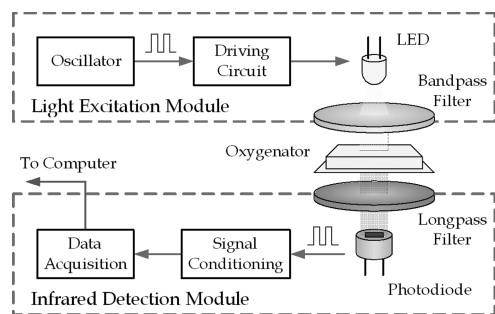 LED
Oscillator
Driving
Circuit
Bandpass
Filter
Light Excitation Module
Oxygenator
To Computer
Longpass
Filter
Data
Acquisition
Signal
Conditioning
Photodiode
Infrared Detection Module